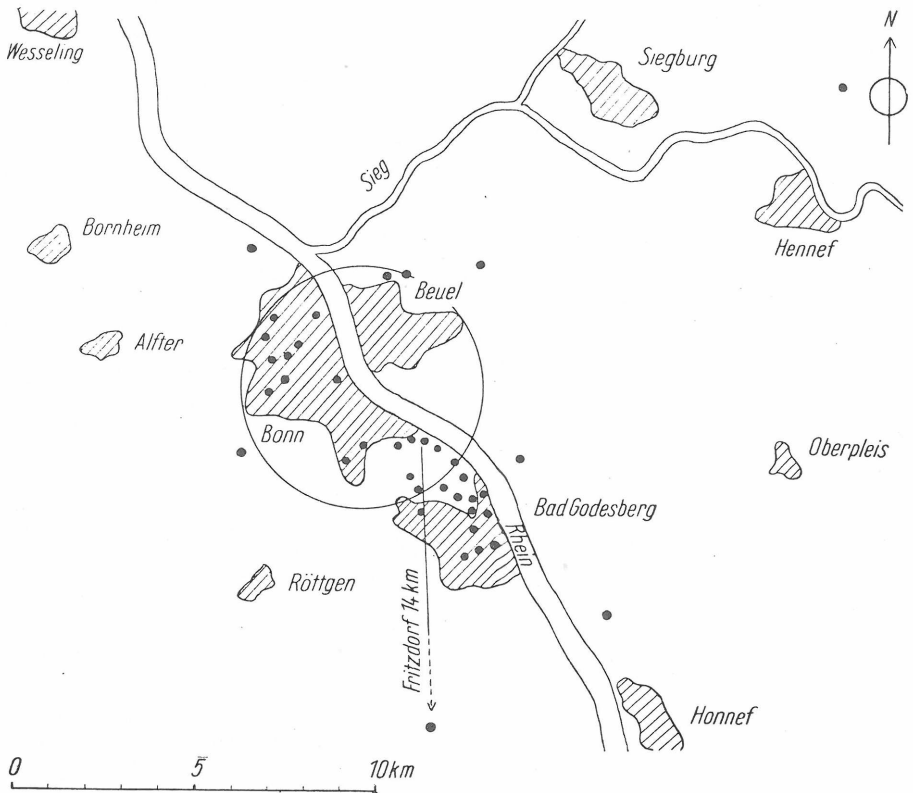 Wesseling
N
Siegburg
Sieg
Bornheim
Hennef
Beuel
Alfter
Bonn
Oberpleis
Bad Godesberg
Rhein
Röttgen
Fritzdorf 14 km
Honnef
0 5 10 km